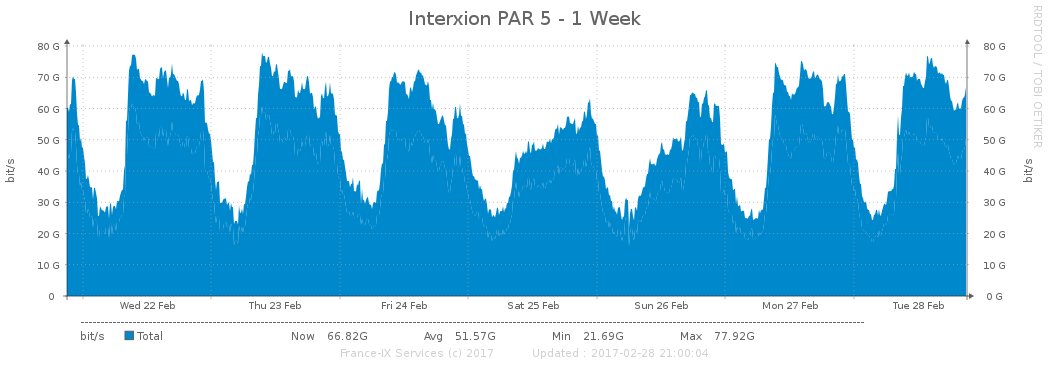 Interxion PAR 5 - 1 Week
RRDTOOL / TOBI OETIKER
80 G 80 G
70 G 70 G
60 G 60 G
50 G 50 G
40 G 40 G
30 G 30 G
20 G 20 G
10 G 10 G
0 0 G
bit/s bit/s
Wed 22 Feb Thu 23 Feb Fri 24 Feb Sat 25 Feb Sun 26 Feb Mon 27 Feb Tue 28 Feb
bit/s Total Now 66.82G Avg 51.57G Min 21.69G Max 77.92G
France-IX Services (c) 2017 Updated : 2017-02-28 21:00:04